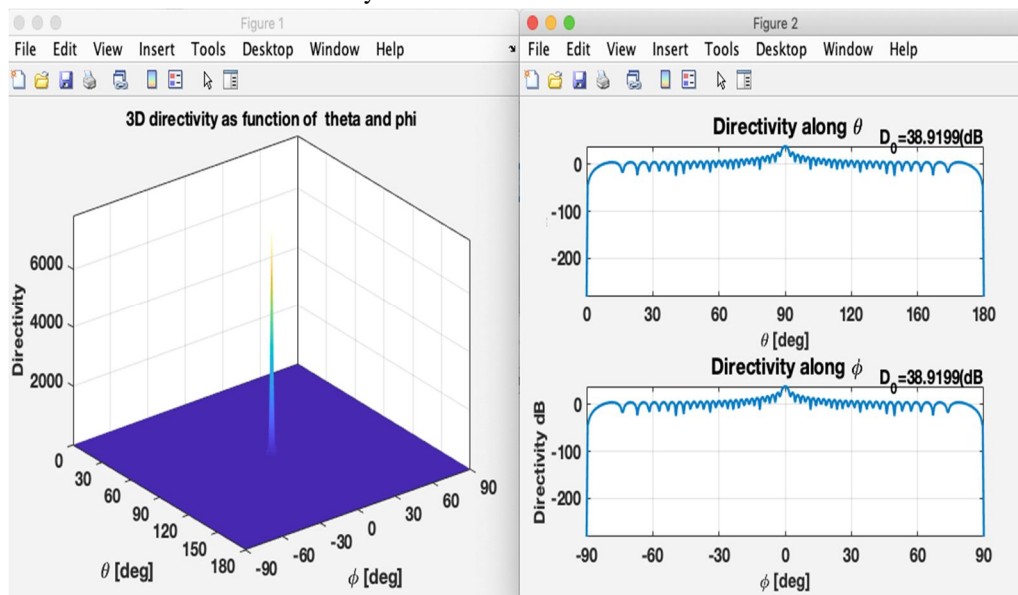 Figure 1
File Edit View Insert Tools Desktop Window Help
3D directivity as function of theta and phi
6000
4000
2000
Directivity
0
30
60
90
120
150
180
θ [deg]
-90
-60
-30
0
30
60
90
ϕ [deg]
Figure 2
File Edit View Insert Tools Desktop Window Help
Directivity along θ
D0=38.9199(dB
0
-100
-200
0 30 60 90 120 150 180
θ [deg]
Directivity along ϕ
D0=38.9199(dB
Directivity dB
0
-100
-200
-90 -60 -30 0 30 60 90
ϕ [deg]